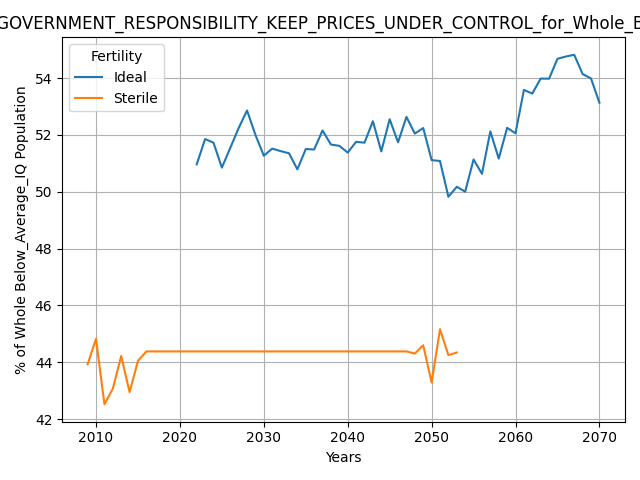 GOVERNMENT_RESPONSIBILITY_KEEP_PRICES_UNDER_CONTROL_for_Whole_B
Fertility
Ideal
Sterile
% of Whole Below_Average_IQ Population
54
52
50
48
46
44
42
2010 2020 2030 2040 2050 2060 2070
Years